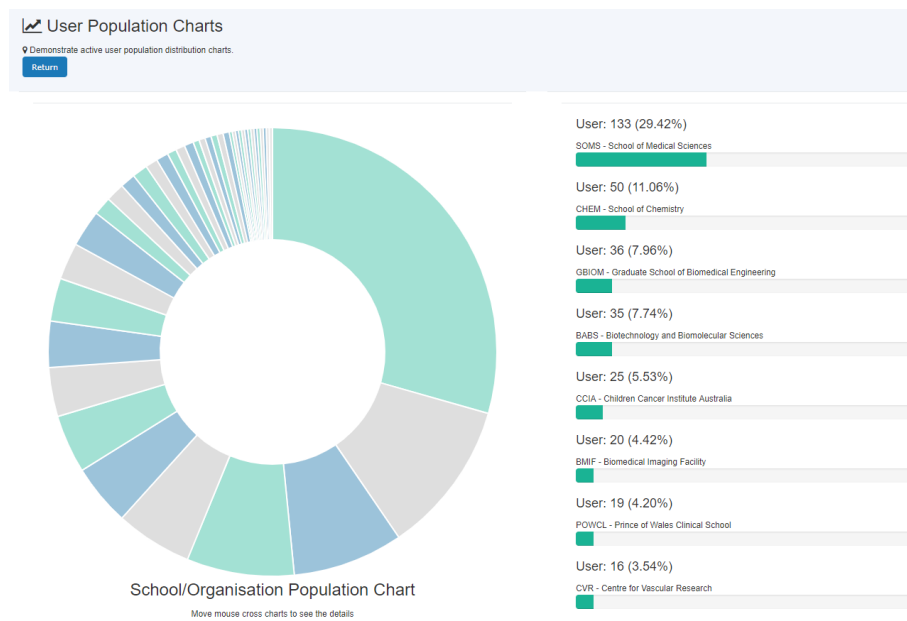 User Population Charts
Demonstrate active user population distribution charts.
Return
User: 133 (29.42%)
SOMS - School of Medical Sciences
User: 50 (11.06%)
CHEM - School of Chemistry
User: 36 (7.96%)
GBIOM - Graduate School of Biomedical Engineering
User: 35 (7.74%)
BABS - Biotechnology and Biomolecular Sciences
User: 25 (5.53%)
CCIA - Children Cancer Institute Australia
User: 20 (4.42%)
BMIF - Biomedical Imaging Facility
User: 19 (4.20%)
POWCL - Prince of Wales Clinical School
User: 16 (3.54%)
CVR - Centre for Vascular Research
School/Organisation Population Chart
Move mouse cross charts to see the details